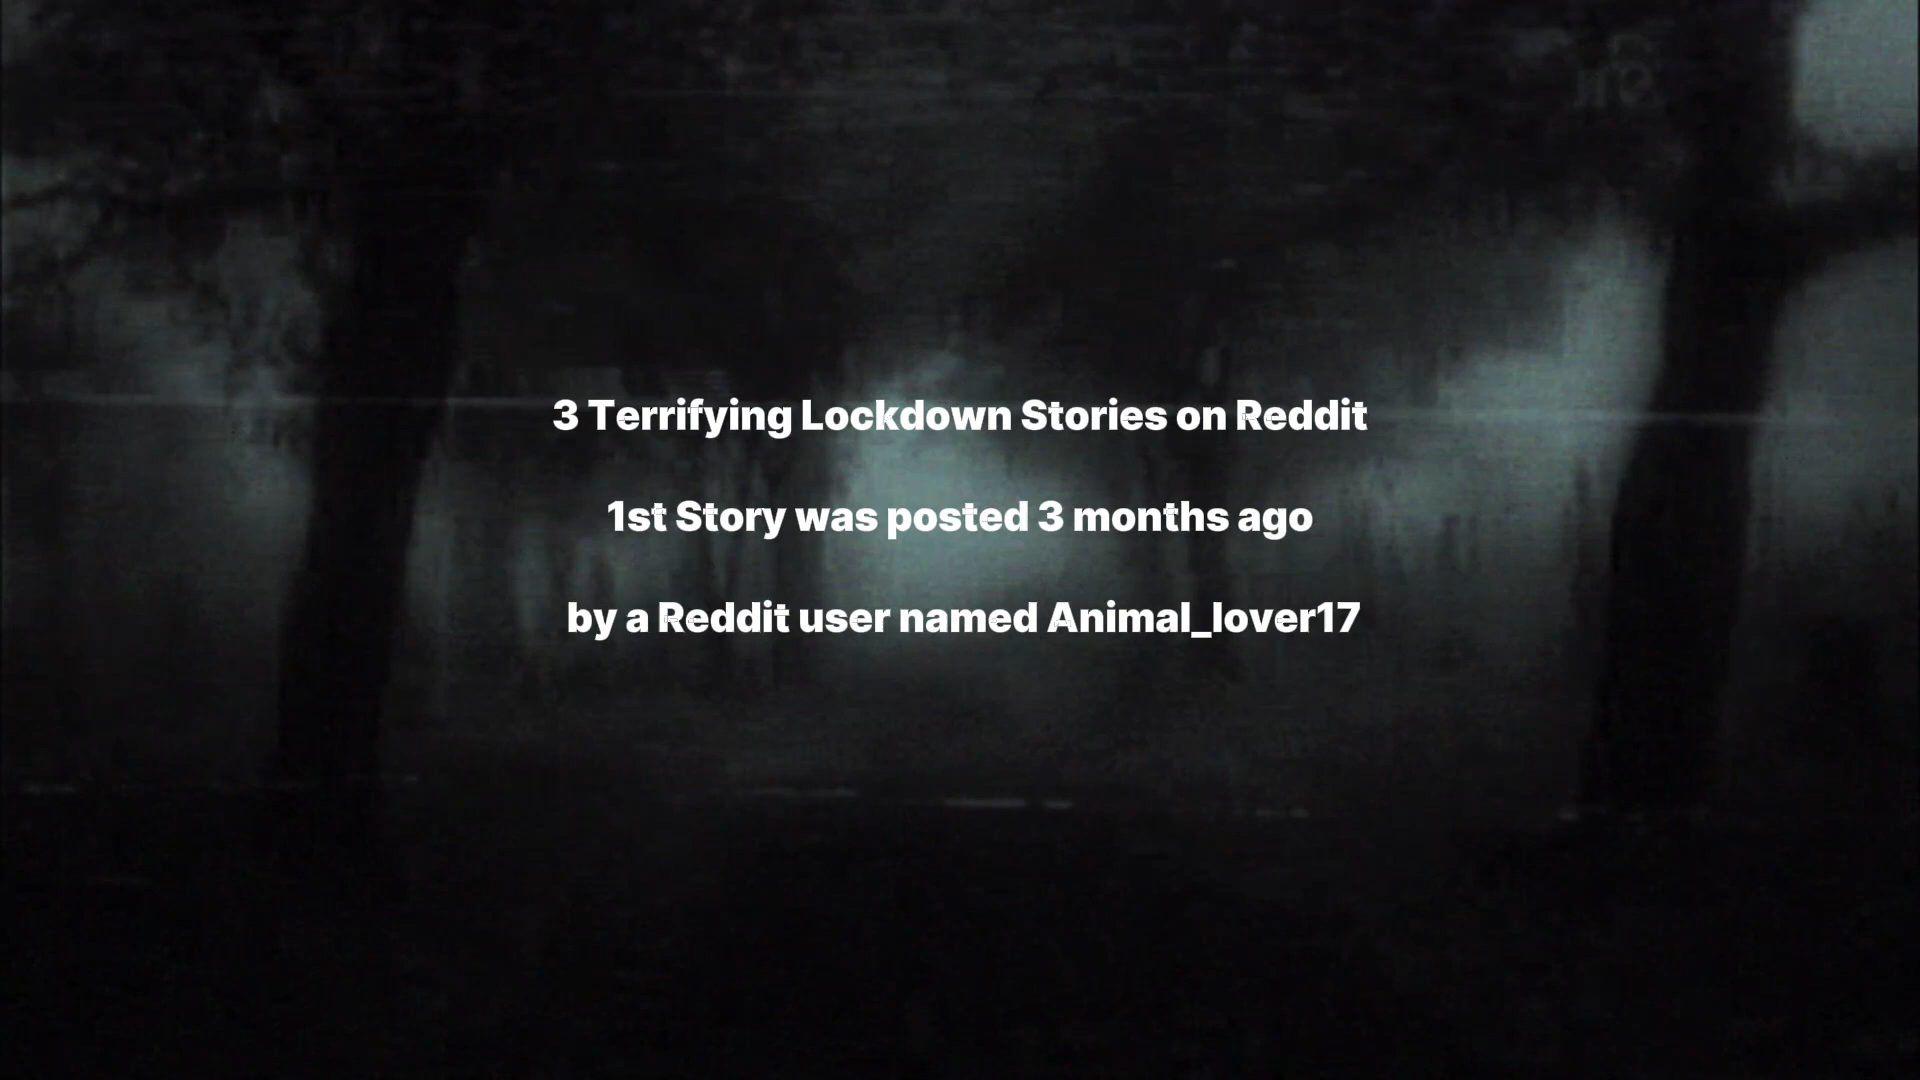 3 Terrifying Lockdown Stories on Reddit
1st Story was posted 3 months ago
by a Reddit user named Animal_lover17